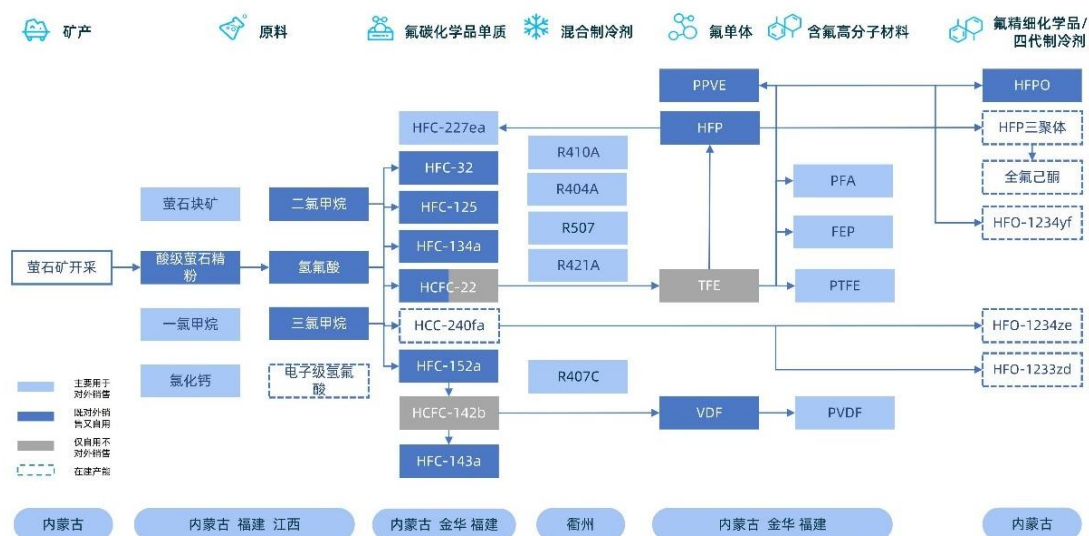 矿产
原料
氟碳化学品单质
混合制冷剂
氟单体
含氟高分子材料
氟精细化学品/
四代制冷剂
PPVE
HFPO
HFC-227ea
HFP
HFP三聚体
R410A
HFC-32
全氟己酮
R404A
PFA
萤石块矿
二氯甲烷
HFC-125
R507
HFO-1234yf
FEP
HFC-134a
萤石矿开采
酸级萤石精
粉
氢氟酸
R421A
HCFC-22
TFE
PTFE
一氯甲烷
三氯甲烷
HCC-240fa
HFO-1234ze
HFC-152a
HFO-1233zd
氯化钙
电子级氢氟
酸
R407C
主要用于
对外销售
既对外销
售又自用
HCFC-142b
VDF
PVDF
仅自用不
对外销售
HFC-143a
在建产能
内蒙古
内蒙古 福建 江西
内蒙古 金华 福建
衢州
内蒙古 金华 福建
内蒙古